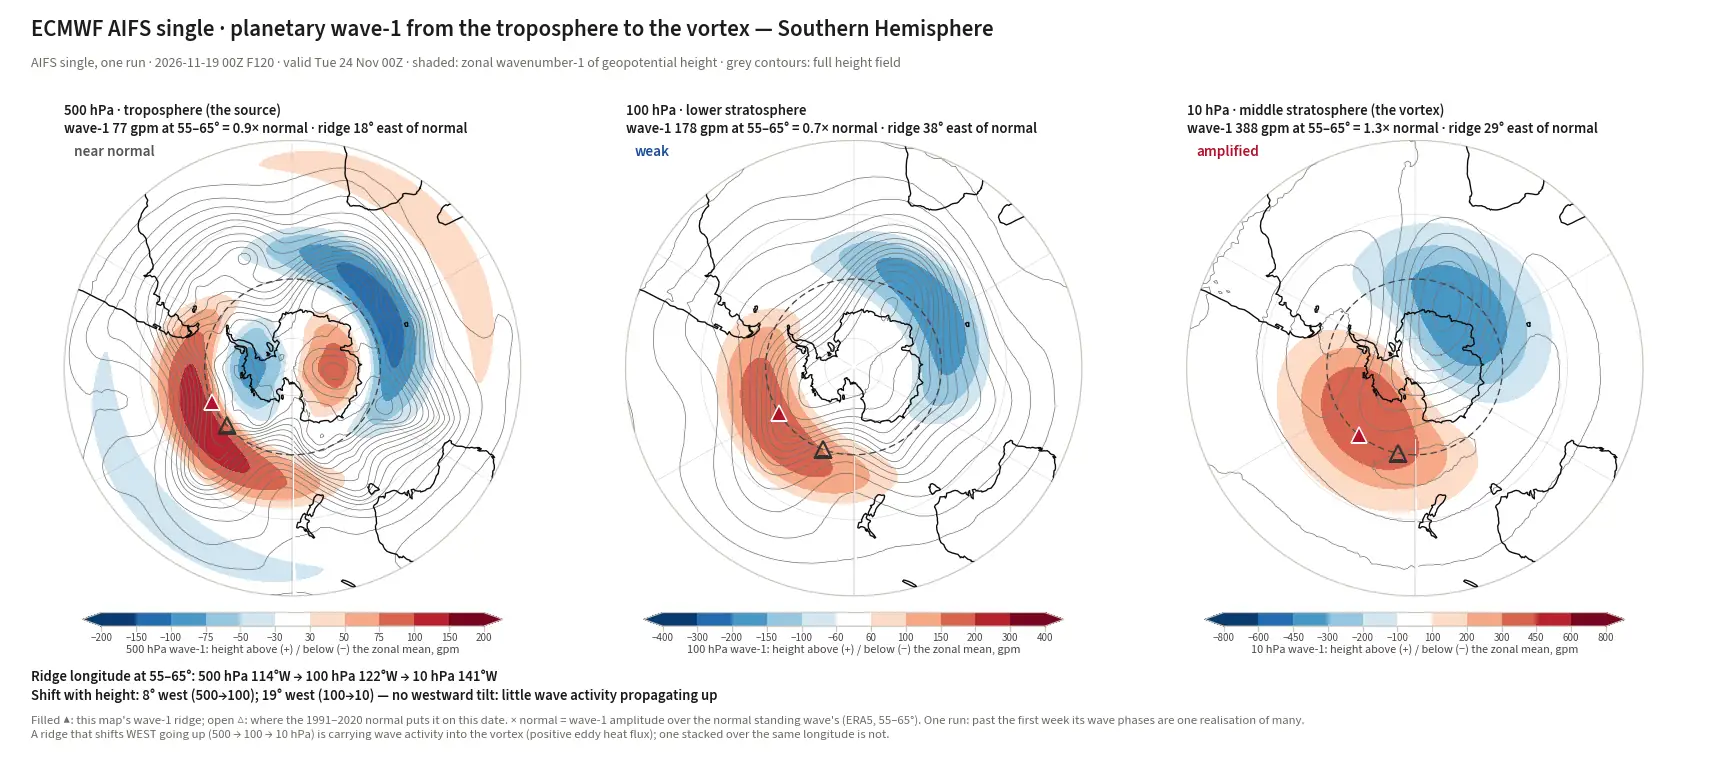 ECMWF AIFS single · planetary wave-1 from the troposphere to the vortex — Southern Hemisphere
AIFS single, one run · 2026-11-19 00Z F120 · valid Tue 24 Nov 00Z · shaded: zonal wavenumber-1 of geopotential height · grey contours: full height field
500 hPa · troposphere (the source)
wave-1 77 gpm at 55–65° = 0.9× normal · ridge 18° east of normal
near normal
100 hPa · lower stratosphere
wave-1 178 gpm at 55–65° = 0.7× normal · ridge 38° east of normal
weak
10 hPa · middle stratosphere (the vortex)
wave-1 388 gpm at 55–65° = 1.3× normal · ridge 29° east of normal
amplified
−200 −150 −100 −75 −50 −30 30 50 75 100 150 200
500 hPa wave-1: height above (+) / below (−) the zonal mean, gpm
−400 −300 −200 −150 −100 −60 60 100 150 200 300 400
100 hPa wave-1: height above (+) / below (−) the zonal mean, gpm
−800 −600 −450 −300 −200 −100 100 200 300 450 600 800
10 hPa wave-1: height above (+) / below (−) the zonal mean, gpm
Ridge longitude at 55–65°: 500 hPa 114°W → 100 hPa 122°W → 10 hPa 141°W
Shift with height: 8° west (500→100); 19° west (100→10) — no westward tilt: little wave activity propagating up
Filled ▲: this map's wave-1 ridge; open △: where the 1991–2020 normal puts it on this date. × normal = wave-1 amplitude over the normal standing wave's (ERA5, 55–65°). One run: past the first week its wave phases are one realisation of many.
A ridge that shifts WEST going up (500 → 100 → 10 hPa) is carrying wave activity into the vortex (positive eddy heat flux); one stacked over the same longitude is not.